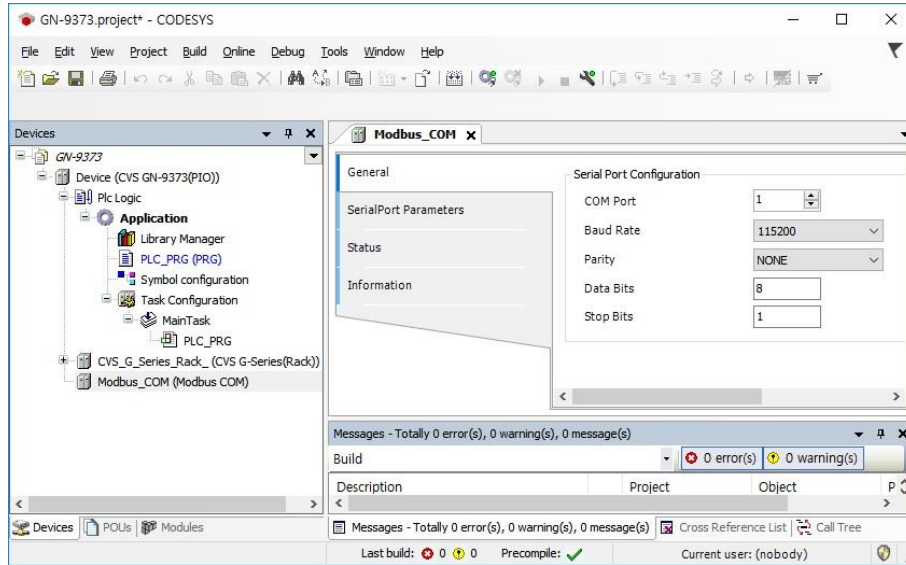 GN-9373.project* - CODESYS
File Edit View Project Build Online Debug Tools Window Help
Devices
GN-9373
Device (CVS GN-9373(PIO))
Plc Logic
Application
Library Manager
PLC_PRG (PRG)
Symbol configuration
Task Configuration
MainTask
PLC_PRG
CVS_G_Series_Rack_ (CVS G-Series(Rack))
Modbus_COM (Modbus COM)
Devices POUs Modules
Modbus_COM
General
SerialPort Parameters
Status
Information
Serial Port Configuration
COM Port 1
Baud Rate 115200
Parity NONE
Data Bits 8
Stop Bits 1
Messages - Totally 0 error(s), 0 warning(s), 0 message(s)
Build 0 error(s) 0 warning(s)
Description Project Object P
Messages - Totally 0 error(s), 0 warning(s), 0 message(s) Cross Reference List Call Tree
Last build: 0 0 Precompile: Current user: (nobody)